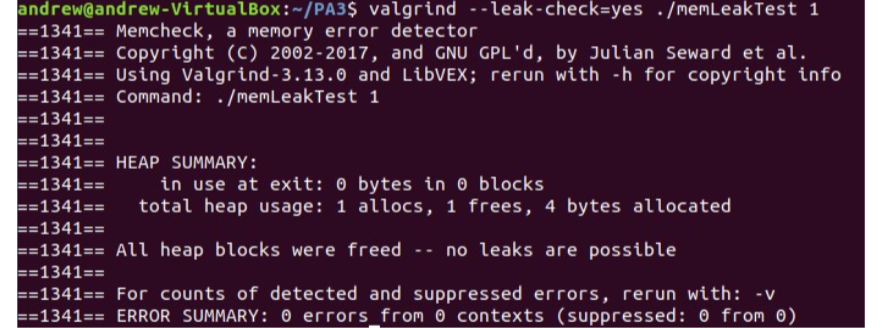 andrew@andrew-VirtualBox:~/PA3$ valgrind --leak-check=yes ./memLeakTest 1
==1341== Memcheck, a memory error detector
==1341== Copyright (C) 2002-2017, and GNU GPL'd, by Julian Seward et al.
==1341== Using Valgrind-3.13.0 and LibVEX; rerun with -h for copyright info
==1341== Command: ./memLeakTest 1
==1341==
==1341==
==1341== HEAP SUMMARY:
==1341==     in use at exit: 0 bytes in 0 blocks
==1341==   total heap usage: 1 allocs, 1 frees, 4 bytes allocated
==1341==
==1341== All heap blocks were freed -- no leaks are possible
==1341==
==1341== For counts of detected and suppressed errors, rerun with: -v
==1341== ERROR SUMMARY: 0 errors from 0 contexts (suppressed: 0 from 0)